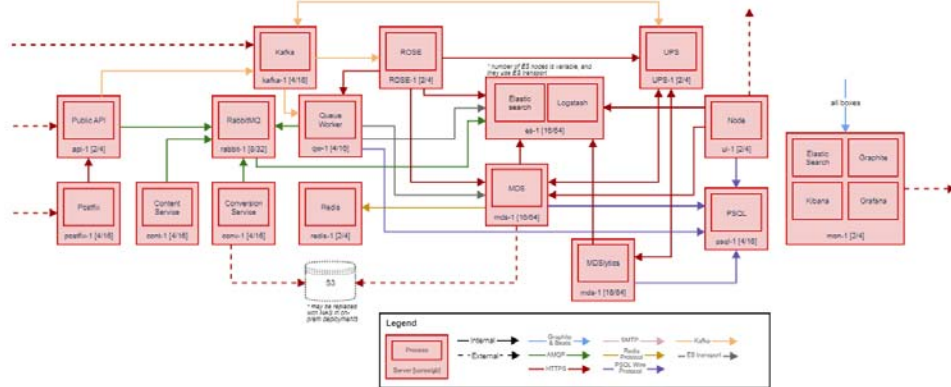 Kafka
kafka-1 [4/16]
ROSE
ROSE-1 [2/4]
UPS
UPS-1 [2/4]
* number of ES nodes is variable, and
they use ES transport
Public API
api-1 [2/4]
RabbitMQ
rabbit-1 [8/32]
Queue
Worker
qw-1 [4/16]
Elastic
search
Logstash
es-1 [16/64]
Node
ui-1 [2/4]
all boxes
Postfix
postfix-1 [4/16]
Content
Service
cont-1 [4/16]
Conversion
Service
conv-1 [4/16]
Redis
redis-1 [2/4]
MDS
mds-1 [16/64]
PSQL
psql-1 [4/16]
Elastic
Search
Graphite
Kibana
Grafana
mon-1 [2/4]
MDSlytics
mda-1 [16/64]
S3
* may be replaced
with NAS in on-
prem deployments
Legend
Process
Server [cores/gb]
Internal
External
Graphite
& Beats
AMQP
HTTPS
SMTP
Redis
Protocol
PSQL Wire
Protocol
Kafka
ES transport